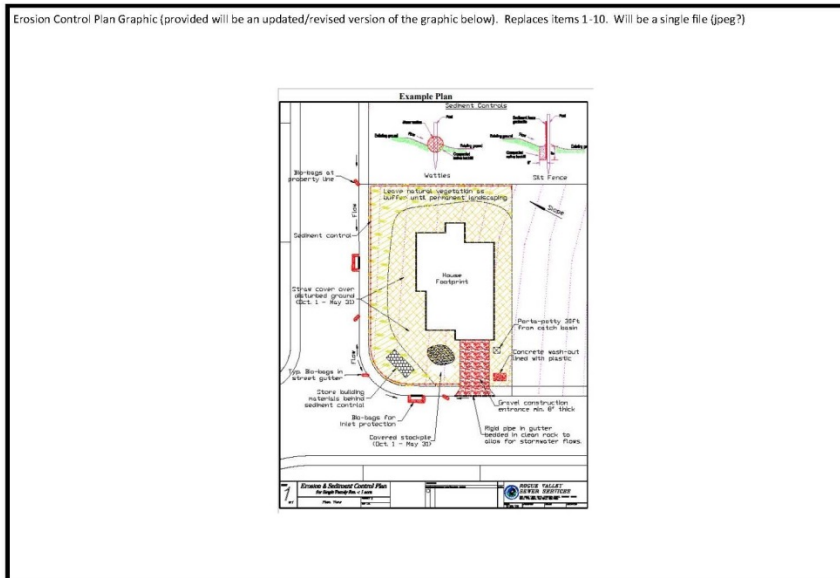 Erosion Control Plan Graphic (provided will be an updated/revised version of the graphic below).  Replaces items 1-10.  Will be a single file (jpeg?)
Example Plan
Sediment Controls
Wattles
Silt Fence
Bio-bags at
property line
Leave natural vegetation as
buffer until permanent landscaping
Flow
Slope
Sediment control
House
Footprint
Straw cover over
disturbed ground
(Oct. 1 - May 30)
Porta-potty 30ft
from catch basin
Flow
Concrete wash-out
lined with plastic
Typ. Bio-bags in
street gutter
Store building
materials behind
sediment control
Gravel construction
entrance min. 8" thick
Bio-bags for
inlet protection
Rigid pipe in gutter
bedded in clean rock to
allow for stormwater flows.
Covered stockpile
(Oct. 1 - May 30)
1
Erosion & Sediment Control Plan
ROGUE VALLEY
SEWER SERVICES